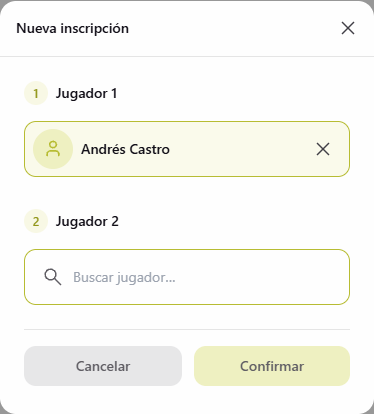 Nueva inscripción
1 Jugador 1
Andrés Castro
2 Jugador 2
Buscar jugador...
Cancelar Confirmar